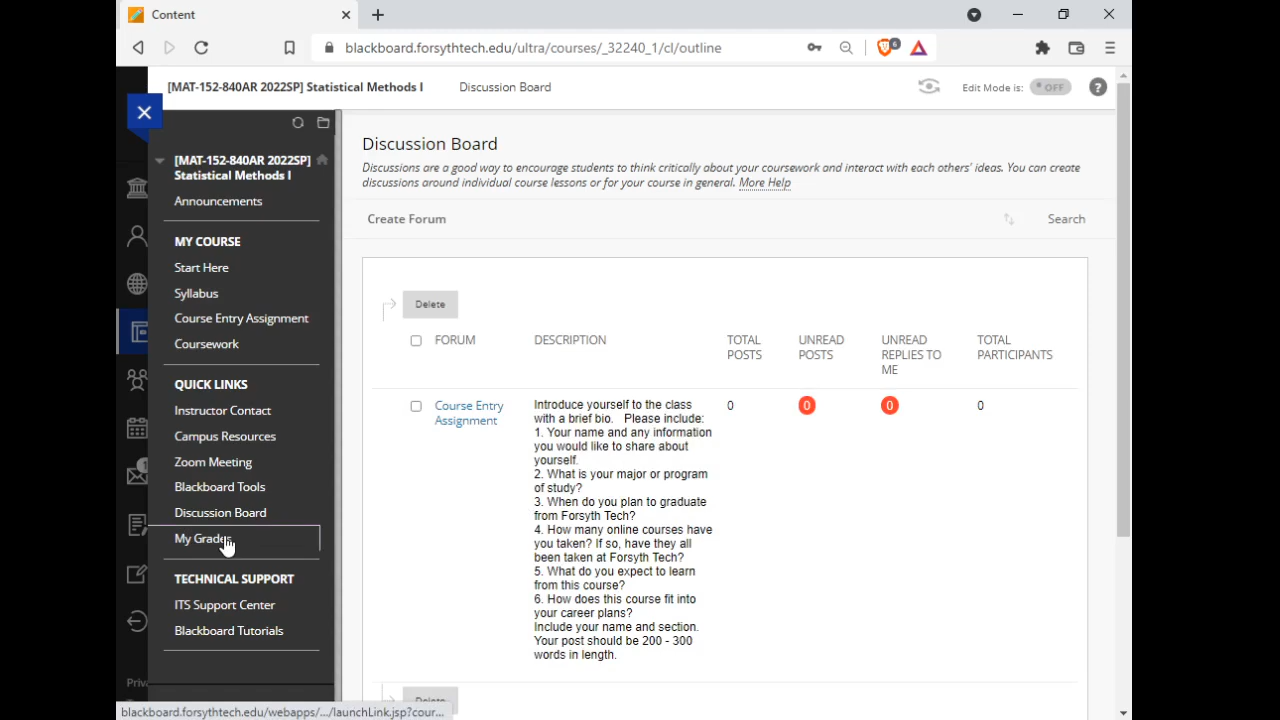 Content
blackboard.forsythtech.edu/ultra/courses/_32240_1/cl/outline
6
[MAT-152-840AR 2022SP] Statistical Methods I
Discussion Board
Edit Mode is:
OFF
?
[MAT-152-840AR 2022SP]
Statistical Methods I
Announcements
MY COURSE
Start Here
Syllabus
Course Entry Assignment
Coursework
QUICK LINKS
Instructor Contact
Campus Resources
Zoom Meeting
Blackboard Tools
Discussion Board
My Grades
TECHNICAL SUPPORT
ITS Support Center
Blackboard Tutorials
1
Priv
Discussion Board
Discussions are a good way to encourage students to think critically about your coursework and interact with each others' ideas. You can create
discussions around individual course lessons or for your course in general. More Help
Create Forum
Search
Delete
FORUM
DESCRIPTION
TOTAL
POSTS
UNREAD
POSTS
UNREAD
REPLIES TO
ME
TOTAL
PARTICIPANTS
Course Entry
Assignment
Introduce yourself to the class
with a brief bio. Please include:
1. Your name and any information
you would like to share about
yourself.
2. What is your major or program
of study?
3. When do you plan to graduate
from Forsyth Tech?
4. How many online courses have
you taken? If so, have they all
been taken at Forsyth Tech?
5. What do you expect to learn
from this course?
6. How does this course fit into
your career plans?
Include your name and section.
Your post should be 200 - 300
words in length.
0
0
0
0
Delete
blackboard.forsythtech.edu/webapps/.../launchLink.jsp?cour...